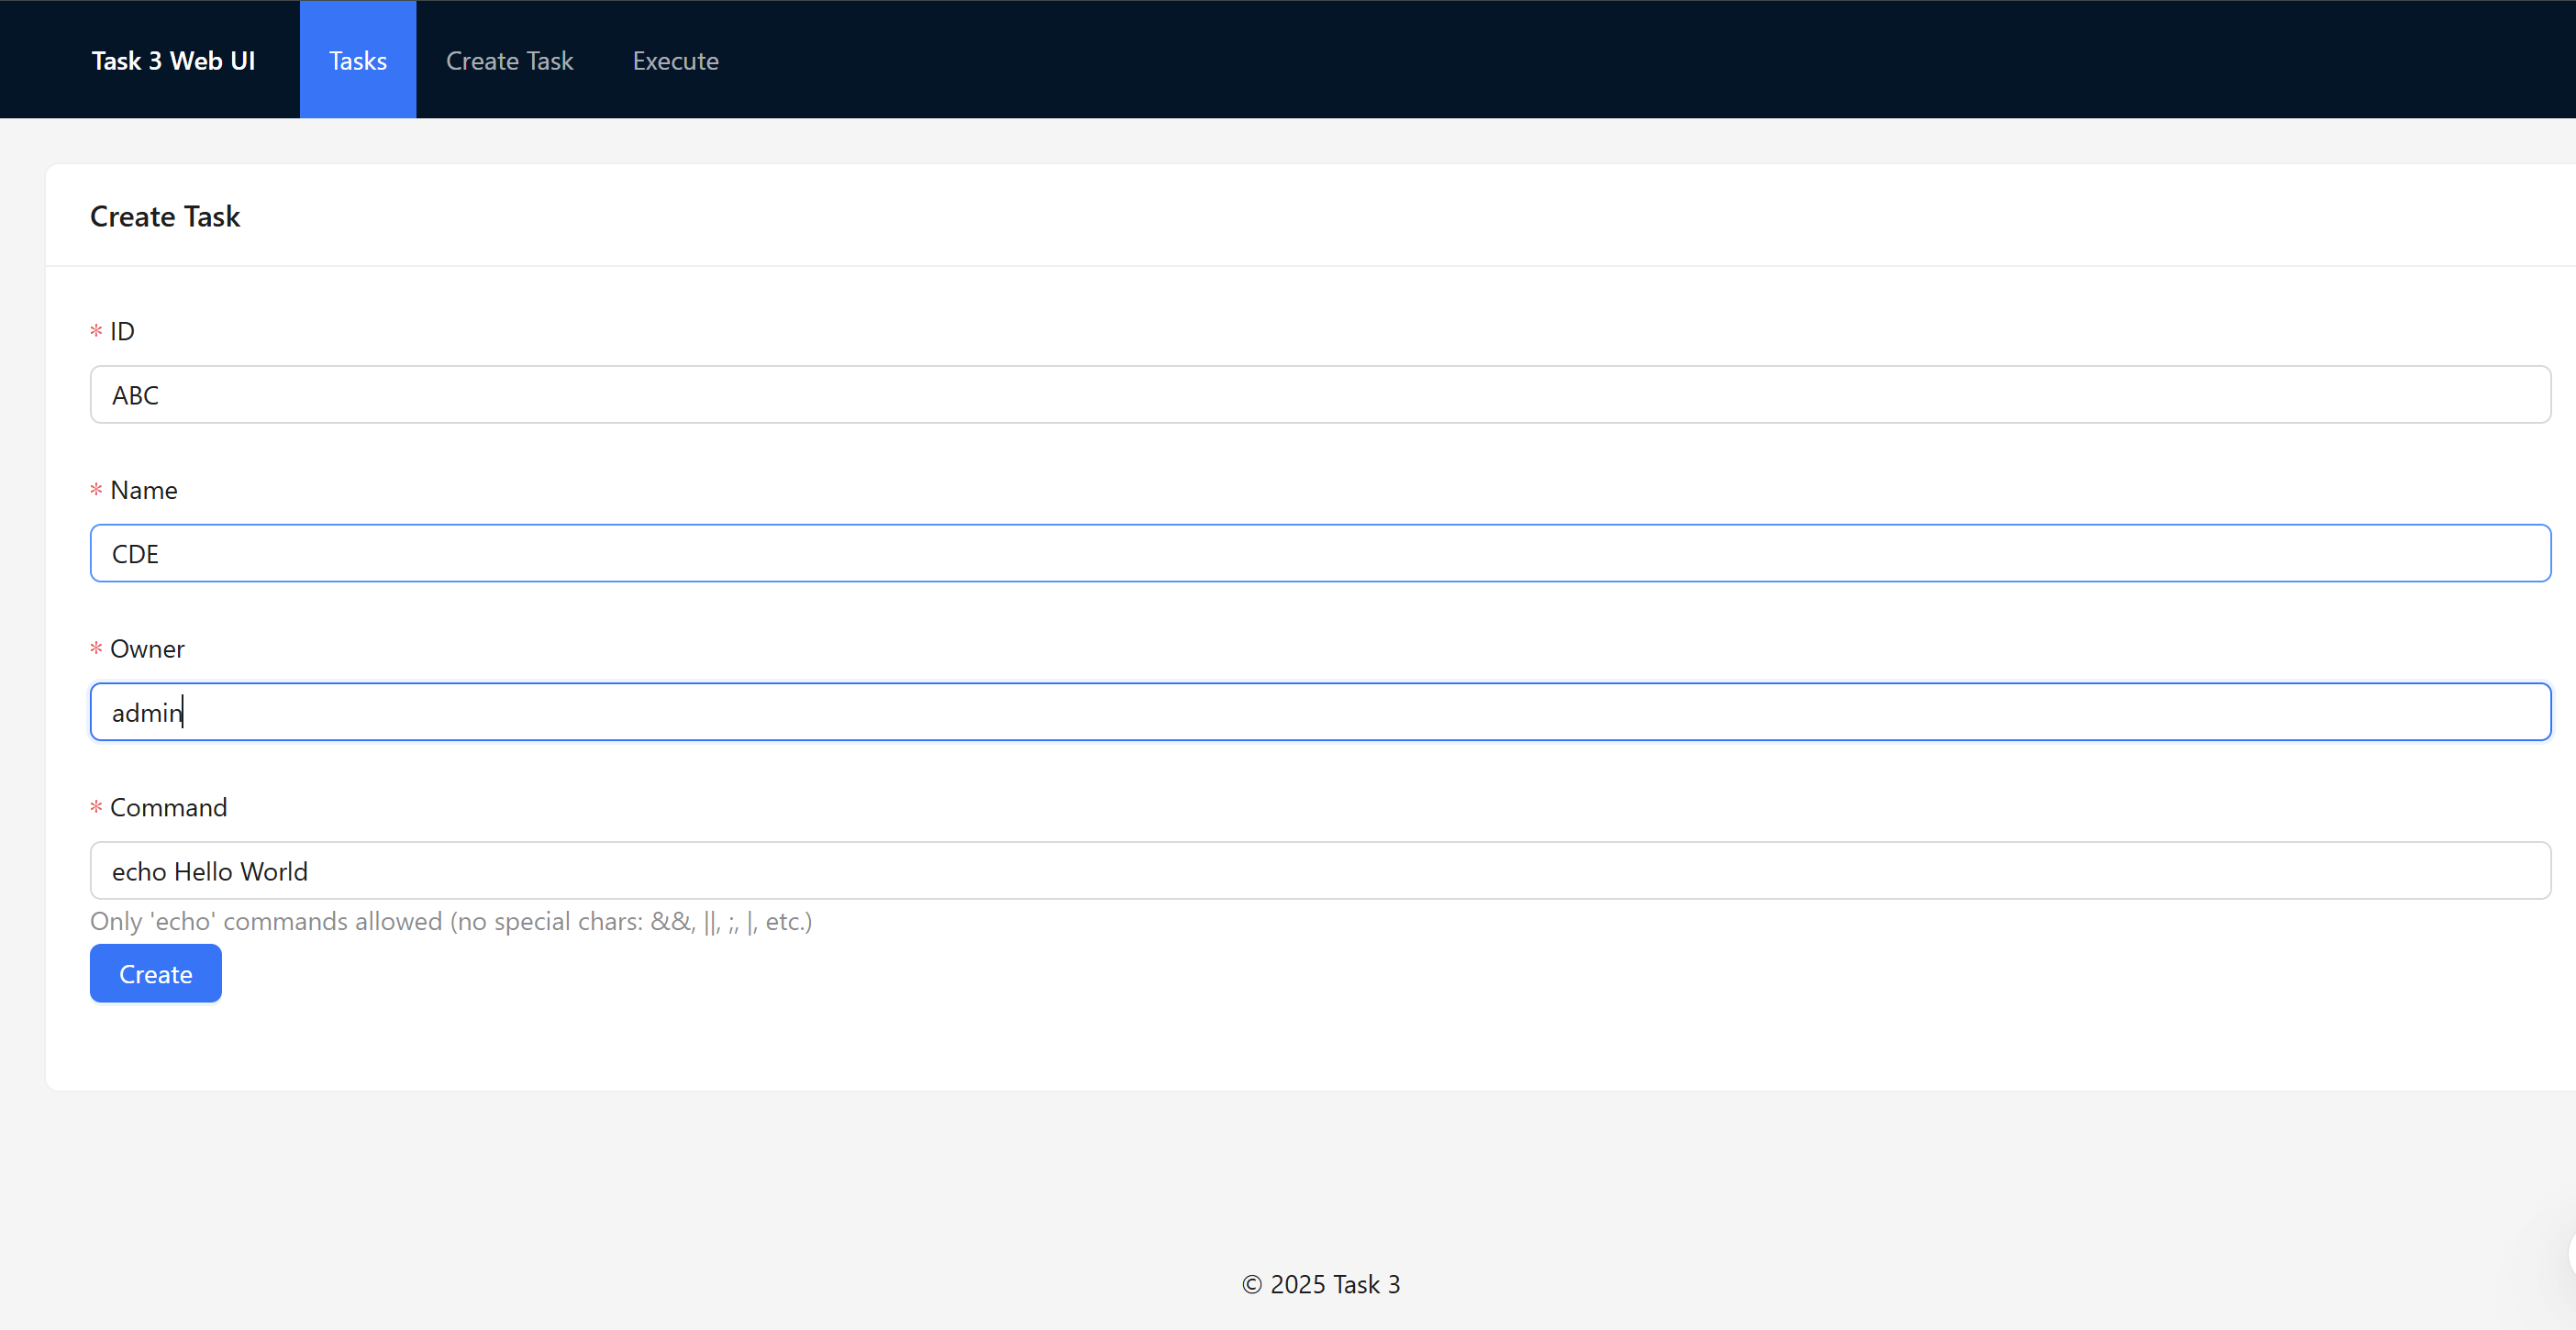 Task 3 Web UI Tasks Create Task Execute
Create Task
* ID
ABC
* Name
CDE
* Owner
admin
* Command
echo Hello World
Only 'echo' commands allowed (no special chars: &&, ||, ;, |, etc.)
Create
© 2025 Task 3